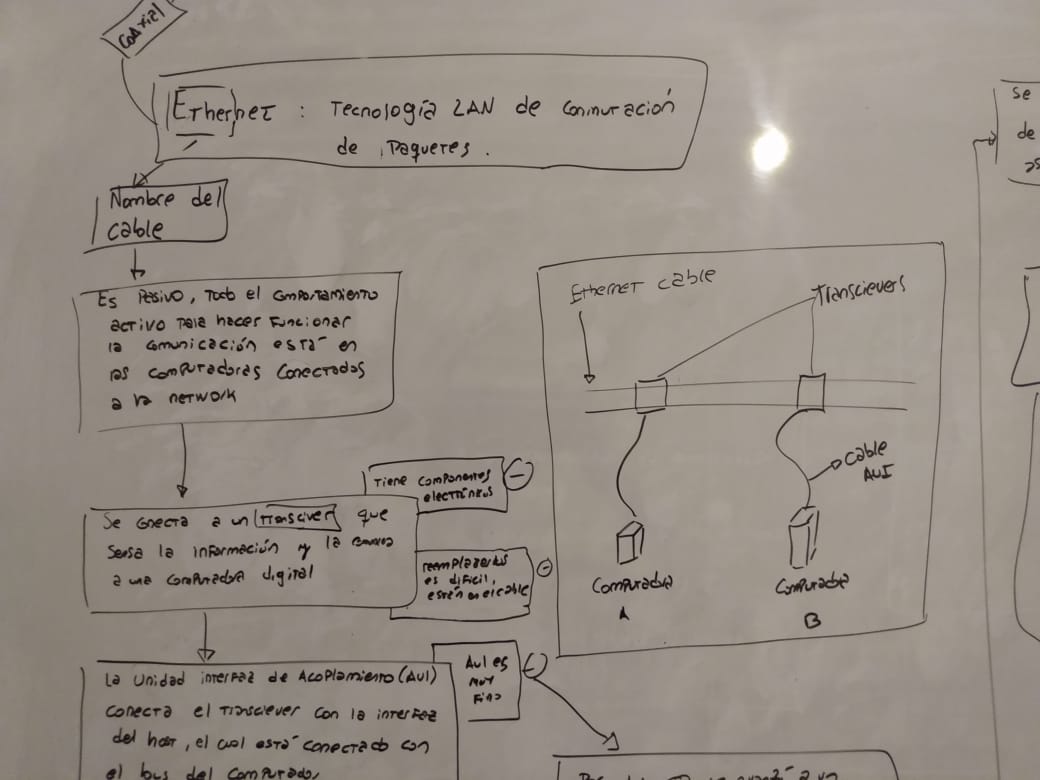 Coaxial
Ethernet : Tecnología LAN de Conmutación
de Paquetes.
Nombre del
cable
Es Pasivo, todo el comportamiento
activo para hacer funcionar
la comunicación está en
las computadoras conectadas
a la network
Tiene componentes
electrónicos
Se conecta a un transciver que
sensa la información y la
a una computadora digital
reemplazarlos
es difícil,
están en el cable
La Unidad interfaz de Acoplamiento (AUI)
conecta el transciever con la interfaz
del host, el cual está conectado con
el bus del computador
AUI es
muy
fino
Ethernet cable
Transcievers
cable
AUI
Computadora
A
Computadora
B
Se
de